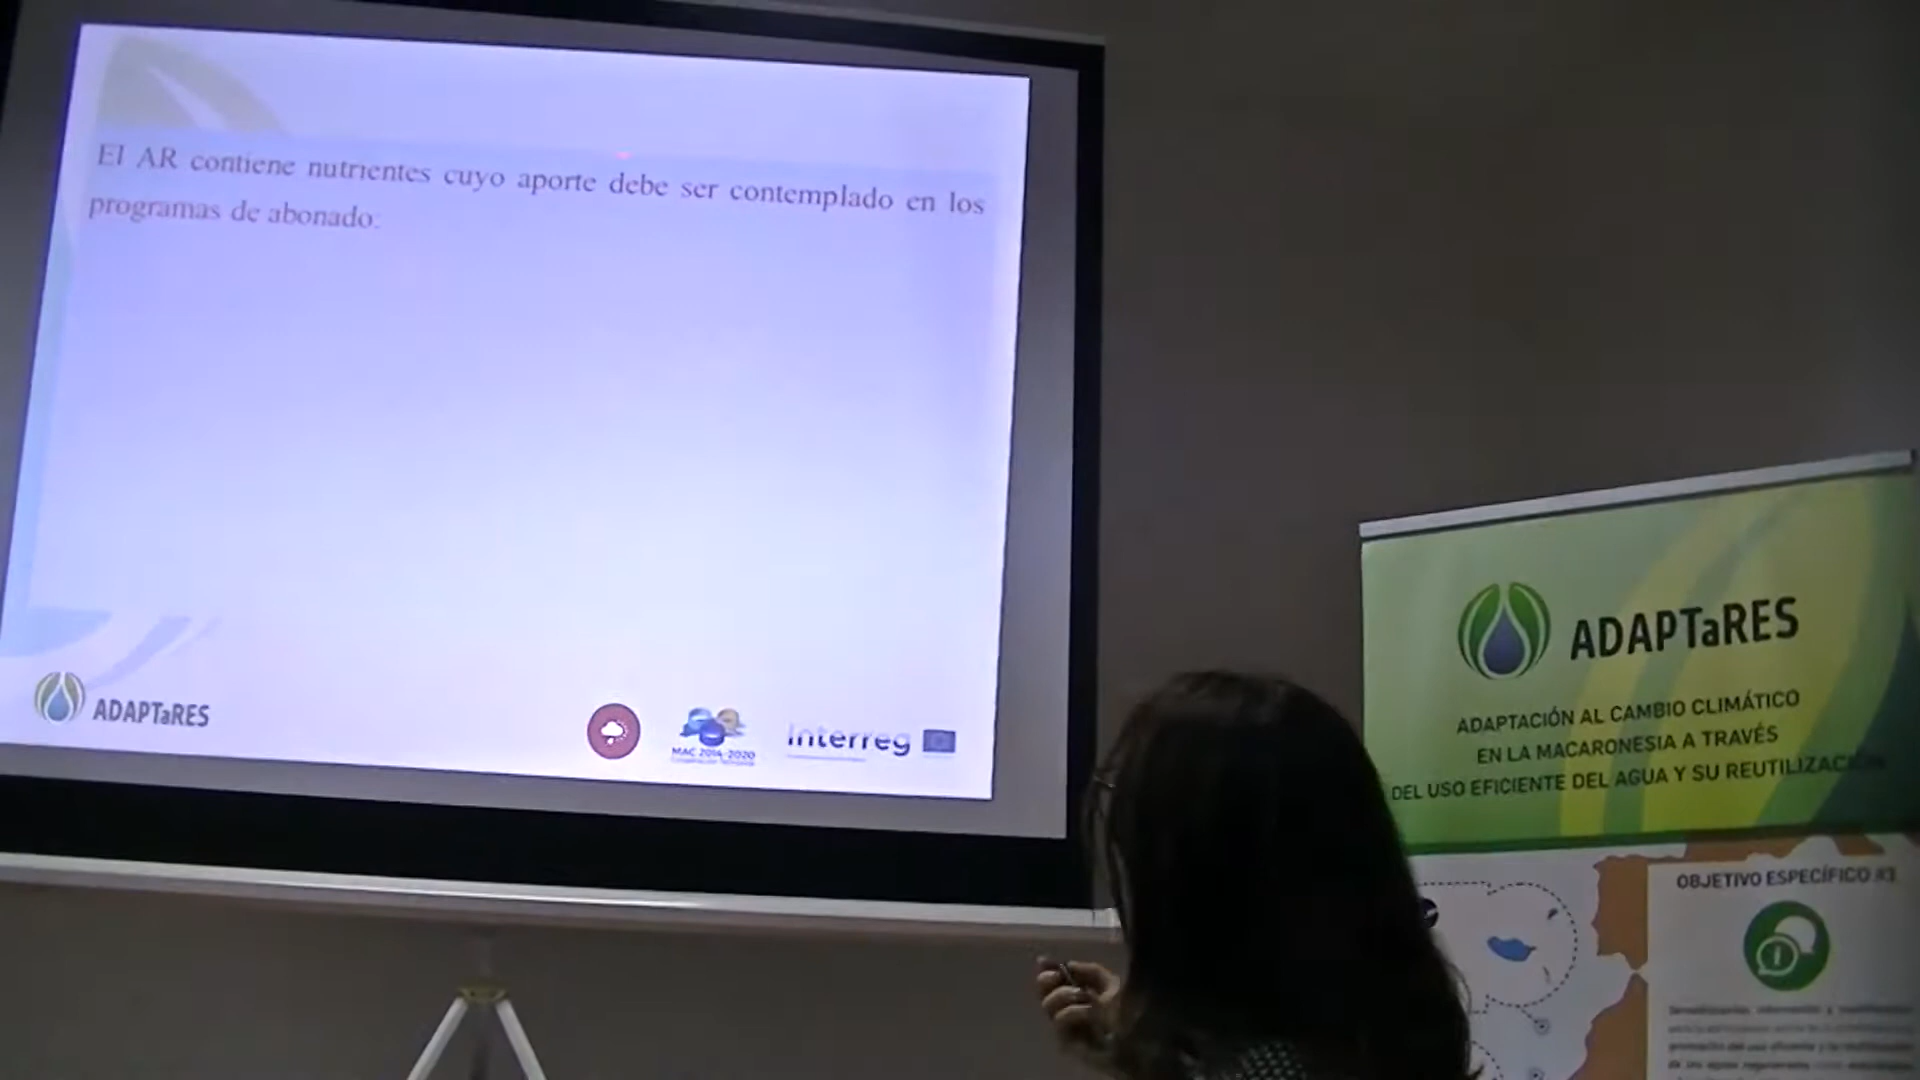 El AR contiene nutrientes cuyo aporte debe ser contemplado en los
programas de abonado.
ADAPTaRES
MAC 2014-2020
interreg
ADAPTaRES
ADAPTACIÓN AL CAMBIO CLIMÁTICO
EN LA MACARONESIA A TRAVÉS
DEL USO EFICIENTE DEL AGUA Y SU REUTILIZACIÓN
OBJETIVO ESPECÍFICO